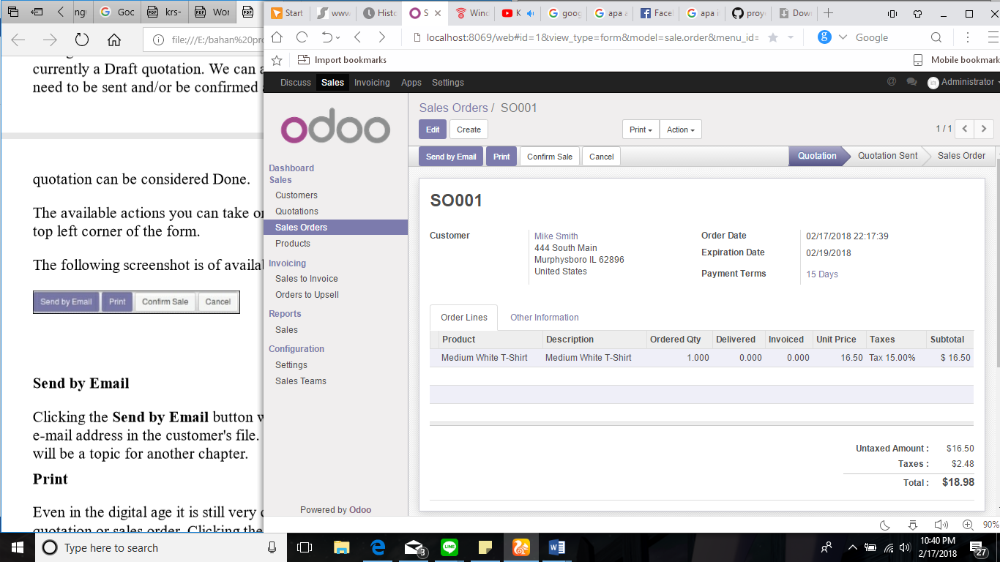 ng
Goc
krs-
Wor
Start
www
Histo
S
Wind
K
goog
apa a
Facel
apa i
proye
Dow
file:///E:/bahan%20pro
localhost:8069/web#id=1&view_type=form&model=sale.order&menu_id=
Google
Import bookmarks
Mobile bookmark
currently a Draft quotation. We can a
need to be sent and/or be confirmed
Discuss Sales Invoicing Apps Settings
Administrator
odoo
Sales Orders / SO001
Edit Create
Print Action
1 / 1
Send by Email Print Confirm Sale Cancel
Quotation Quotation Sent Sales Order
Dashboard
Sales
Customers
Quotations
Sales Orders
Products
Invoicing
Sales to Invoice
Orders to Upsell
Reports
Sales
Configuration
Settings
Sales Teams
Powered by Odoo
quotation can be considered Done.
The available actions you can take or
top left corner of the form.
The following screenshot is of availa
Send by Email Print Confirm Sale Cancel
Send by Email
Clicking the Send by Email button w
e-mail address in the customer's file.
will be a topic for another chapter.
Print
Even in the digital age it is still very
quotation or sales order. Clicking the
SO001
Customer
Mike Smith
444 South Main
Murphysboro IL 62896
United States
Order Date 02/17/2018 22:17:39
Expiration Date 02/19/2018
Payment Terms 15 Days
Order Lines Other Information
Product Description Ordered Qty Delivered Invoiced Unit Price Taxes Subtotal
Medium White T-Shirt Medium White T-Shirt 1.000 0.000 0.000 16.50 Tax 15.00% $ 16.50
Untaxed Amount : $16.50
Taxes : $2.48
Total : $18.98
90%
Type here to search
3
LINE
10:40 PM
2/17/2018
27